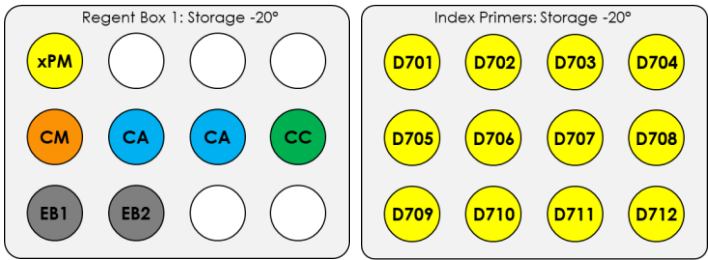 Regent Box 1: Storage -20°
xPM
CM CA CA CC
EB1 EB2
Index Primers: Storage -20°
D701 D702 D703 D704
D705 D706 D707 D708
D709 D710 D711 D712